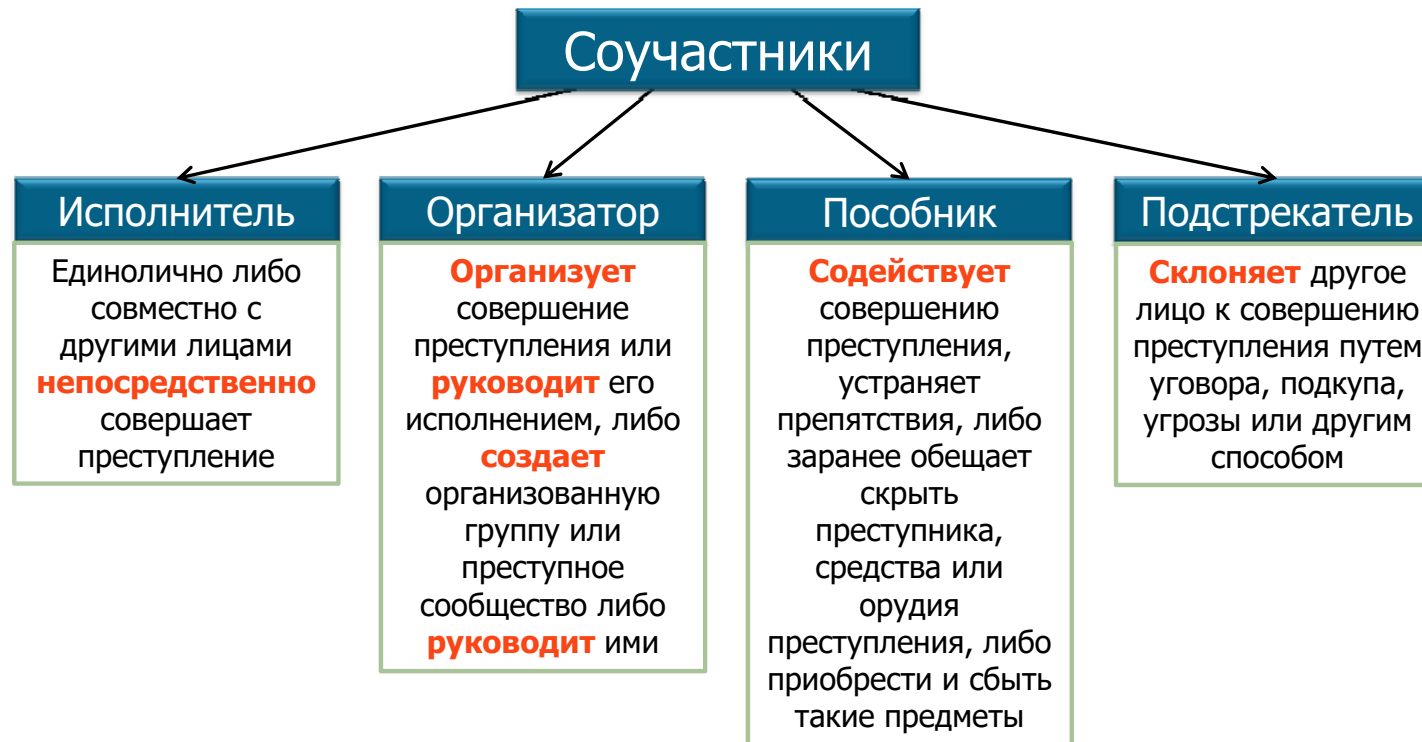 Соучастники
Исполнитель
Единолично либо
совместно с
другими лицами
непосредственно
совершает
преступление
Организатор
Организует
совершение
преступления или
руководит его
исполнением, либо
создает
организованную
группу или
преступное
сообщество либо
руководит ими
Пособник
Содействует
совершению
преступления,
устраняет
препятствия, либо
заранее обещает
скрыть
преступника,
средства или
орудия
преступления, либо
приобрести и сбыть
такие предметы
Подстрекатель
Склоняет другое
лицо к совершению
преступления путем
уговора, подкупа,
угрозы или другим
способом